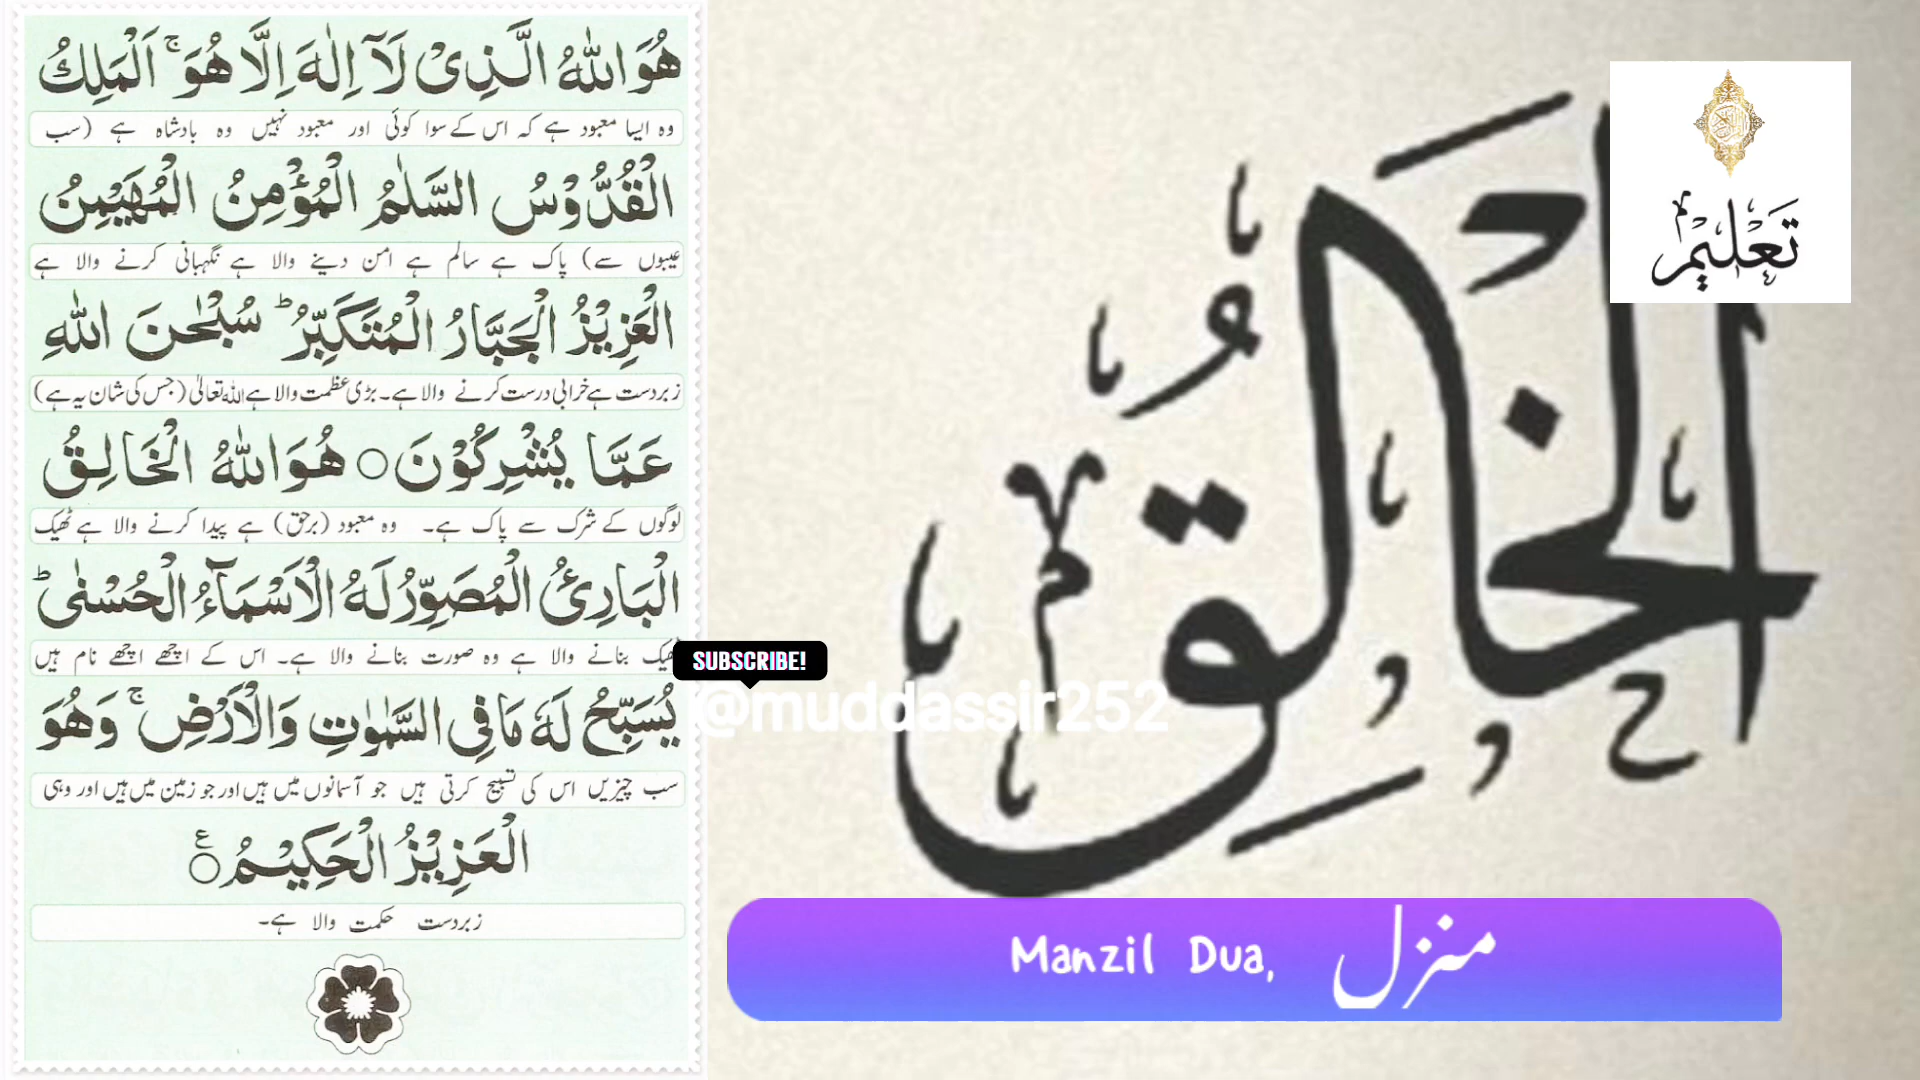 هُوَ اللّٰهُ الَّذِیْ لَاۤ اِلٰهَ اِلَّا هُوَ ۚ اَلْمَلِكُ
وہ ایسا معبود ہے کہ اس کے سوا کوئی اور معبود نہیں وہ بادشاہ ہے (سب
الْقُدُّوْسُ السَّلٰمُ الْمُؤْمِنُ الْمُهَیْمِنُ
عیبوں سے) پاک ہے سالم ہے امن دینے والا ہے نگہبانی کرنے والا ہے
الْعَزِیْزُ الْجَبَّارُ الْمُتَكَبِّرُ ؕ سُبْحٰنَ اللّٰهِ
زبردست ہے خرابی درست کرنے والا ہے۔ بڑی عظمت والا ہے اللہ تعالٰی (جس کی شان یہ ہے)
عَمَّا یُشْرِكُوْنَ ○ هُوَ اللّٰهُ الْخَالِقُ
لوگوں کے شرک سے پاک ہے۔ وہ معبود (برحق) ہے پیدا کرنے والا ہے ٹھیک
الْبَارِئُ الْمُصَوِّرُ لَهُ الْاَسْمَآءُ الْحُسْنٰی ؕ
ٹھیک بنانے والا ہے وہ صورت بنانے والا ہے۔ اس کے اچھے اچھے نام ہیں
یُسَبِّحُ لَهٗ مَا فِی السَّمٰوٰتِ وَالْاَرْضِ ۚ وَهُوَ
سب چیزیں اس کی تسبیح کرتی ہیں جو آسمانوں میں ہیں اور جو زمین میں ہیں اور وہی
الْعَزِیْزُ الْحَكِیْمُ ○ ع
زبردست حکمت والا ہے۔
الْخَالِقُ
تَعْلِيْم
SUBSCRIBE!
@muddassir252
Manzil Dua, منزل